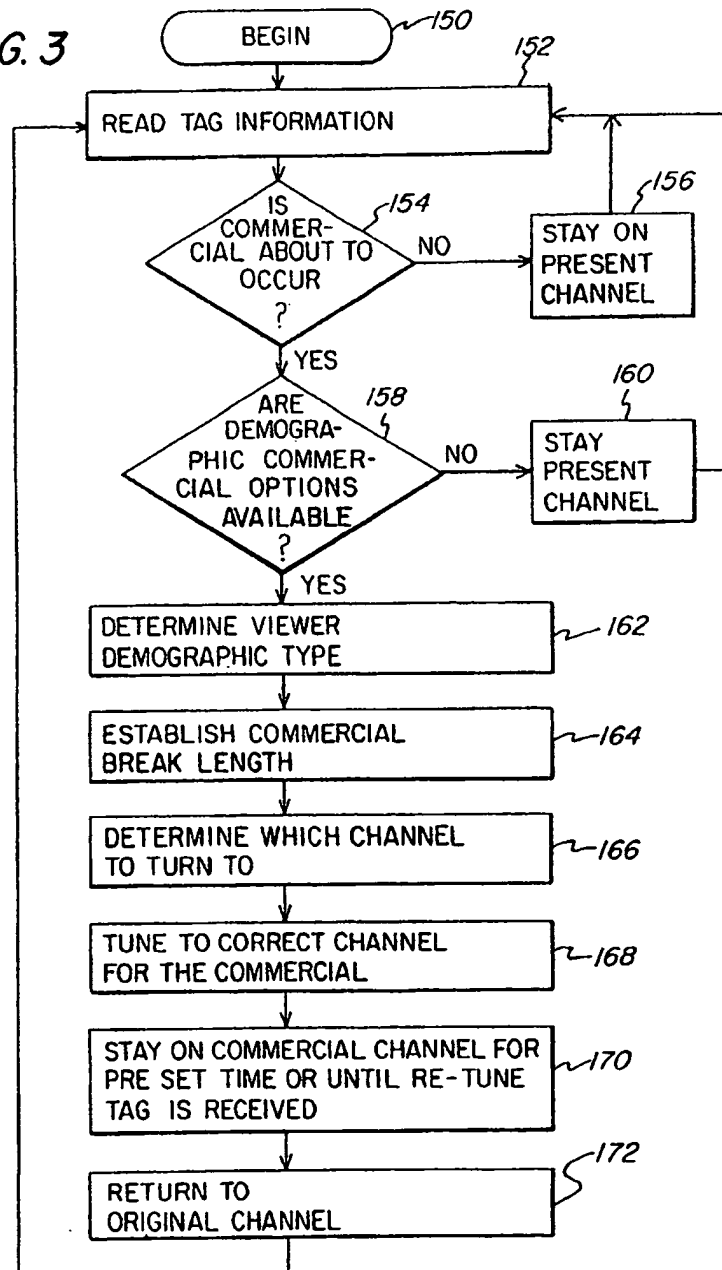 G. 3
BEGIN
150
152
READ TAG INFORMATION
IS
COMMER-
CIAL ABOUT TO
OCCUR
?
154
NO
156
STAY ON
PRESENT
CHANNEL
YES
ARE
DEMOGRA-
PHIC COMMER-
CIAL OPTIONS
AVAILABLE
?
158
NO
160
STAY
PRESENT
CHANNEL
YES
DETERMINE VIEWER
DEMOGRAPHIC TYPE
162
ESTABLISH COMMERCIAL
BREAK LENGTH
164
DETERMINE WHICH CHANNEL
TO TURN TO
166
TUNE TO CORRECT CHANNEL
FOR THE COMMERCIAL
168
STAY ON COMMERCIAL CHANNEL FOR
PRE SET TIME OR UNTIL RE-TUNE
TAG IS RECEIVED
170
RETURN TO
ORIGINAL CHANNEL
172